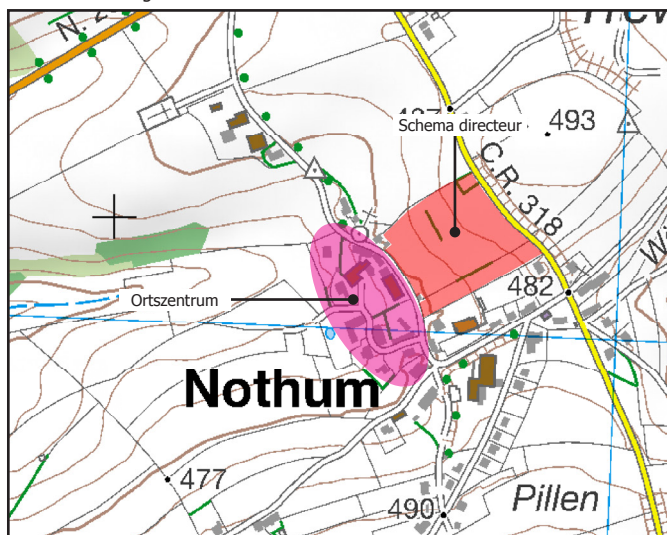 Schema directeur
493
C.R. 318
482
Ortszentrum
Nothum
477
490
Pillen